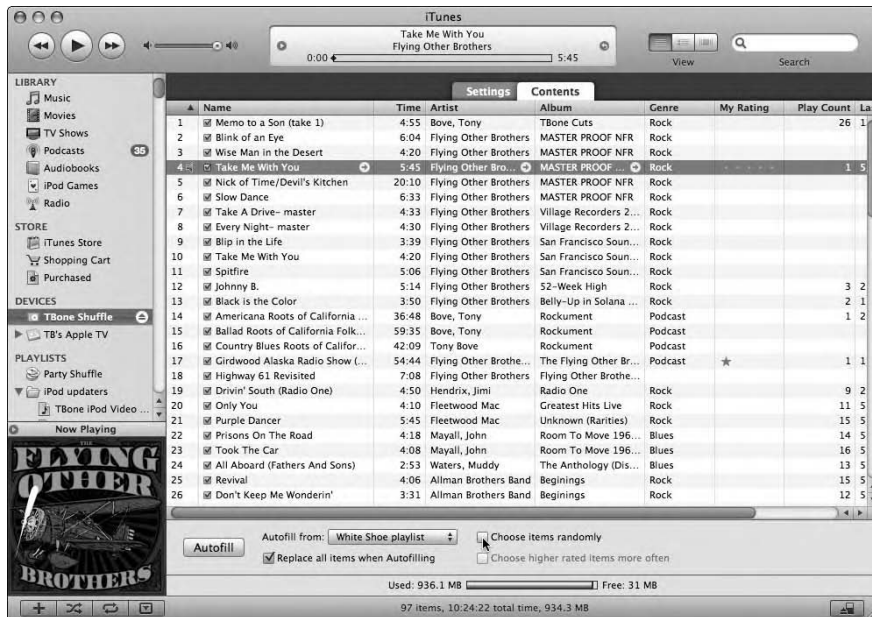 iTunes
Take Me With You
Flying Other Brothers
0:00 5:45
View Search
LIBRARY
Music
Movies
TV Shows
Podcasts 35
Audiobooks
iPod Games
Radio
STORE
iTunes Store
Shopping Cart
Purchased
DEVICES
TBone Shuffle
TB's Apple TV
PLAYLISTS
Party Shuffle
iPod updaters
TBone iPod Video ...
Now Playing
THE
FLYING
OTHER
BROTHERS
Settings Contents
Name Time Artist Album Genre My Rating Play Count La
1 Memo to a Son (take 1) 4:55 Bove, Tony TBone Cuts Rock 26 1
2 Blink of an Eye 6:04 Flying Other Brothers MASTER PROOF NFR Rock
3 Wise Man in the Desert 4:20 Flying Other Brothers MASTER PROOF NFR Rock
4 Take Me With You 5:45 Flying Other Bro... MASTER PROOF ... Rock 1 5
5 Nick of Time/Devil's Kitchen 20:10 Flying Other Brothers MASTER PROOF NFR Rock
6 Slow Dance 6:33 Flying Other Brothers MASTER PROOF NFR Rock
7 Take A Drive- master 4:33 Flying Other Brothers Village Recorders 2... Rock
8 Every Night- master 4:30 Flying Other Brothers Village Recorders 2... Rock
9 Blip in the Life 3:39 Flying Other Brothers San Francisco Soun... Rock
10 Take Me With You 4:20 Flying Other Brothers San Francisco Soun... Rock
11 Spitfire 5:06 Flying Other Brothers San Francisco Soun... Rock
12 Johnny B. 5:14 Flying Other Brothers 52-Week High Rock 3 2
13 Black is the Color 3:50 Flying Other Brothers Belly-Up in Solana ... Rock 2 1
14 Americana Roots of California ... 36:48 Bove, Tony Rockument Podcast 1 2
15 Ballad Roots of California Folk... 59:35 Bove, Tony Rockument Podcast
16 Country Blues Roots of Califor... 42:09 Tony Bove Rockument Podcast
17 Girdwood Alaska Radio Show (... 54:44 Flying Other Brothe... The Flying Other Br... Podcast 1 1
18 Highway 61 Revisited 7:08 Flying Other Brothers Flying Other Brothe...
19 Drivin' South (Radio One) 4:50 Hendrix, Jimi Radio One Rock 9 2
20 Only You 4:10 Fleetwood Mac Greatest Hits Live Rock 11 5
21 Purple Dancer 5:45 Fleetwood Mac Unknown (Rarities) Rock 15 5
22 Prisons On The Road 4:18 Mayall, John Room To Move 196... Blues 14 5
23 Took The Car 4:08 Mayall, John Room To Move 196... Blues 16 5
24 All Aboard (Fathers And Sons) 2:53 Waters, Muddy The Anthology (Dis... Blues 13 5
25 Revival 4:06 Allman Brothers Band Beginings Rock 15 5
26 Don't Keep Me Wonderin' 3:31 Allman Brothers Band Beginings Rock 12 5
Autofill
Autofill from: White Shoe playlist
Choose items randomly
Replace all items when Autofilling
Choose higher rated items more often
Used: 936.1 MB Free: 31 MB
97 items, 10:24:22 total time, 934.3 MB